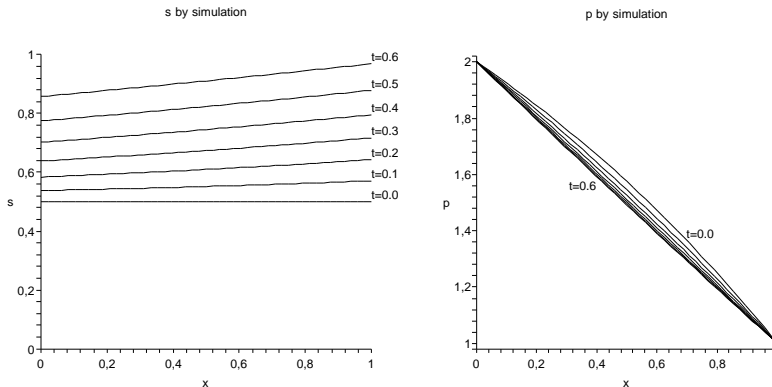 s by simulation
1
0,8
0,6
s
0,4
0,2
0
0
0,2
0,4
0,6
0,8
1
x
t=0.6
t=0.5
t=0.4
t=0.3
t=0.2
t=0.1
t=0.0
p by simulation
2
1,8
1,6
p
1,4
1,2
1
0
0,2
0,4
0,6
0,8
x
t=0.6
t=0.0